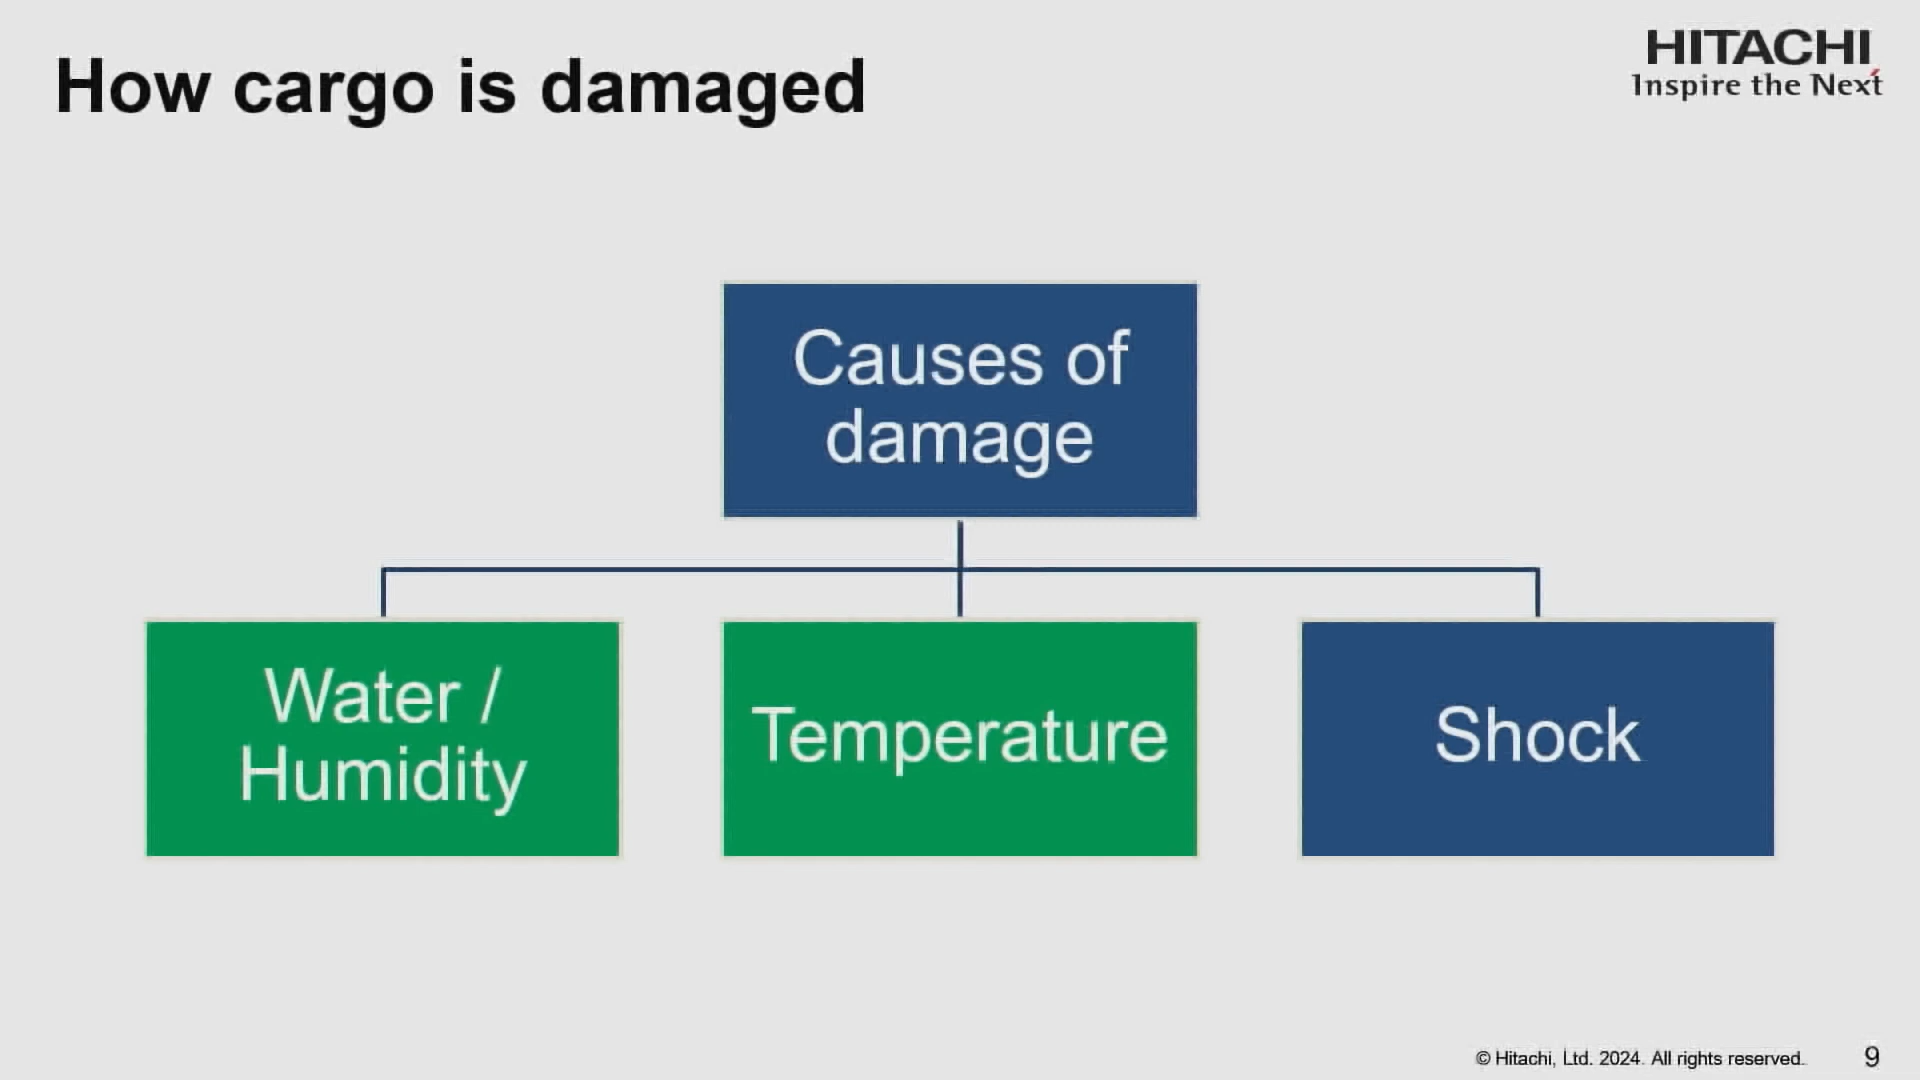 How cargo is damaged
HITACHI
Inspire the Next
Causes of
damage
Water /
Humidity
Temperature
Shock
© Hitachi, Ltd. 2024. All rights reserved.
9